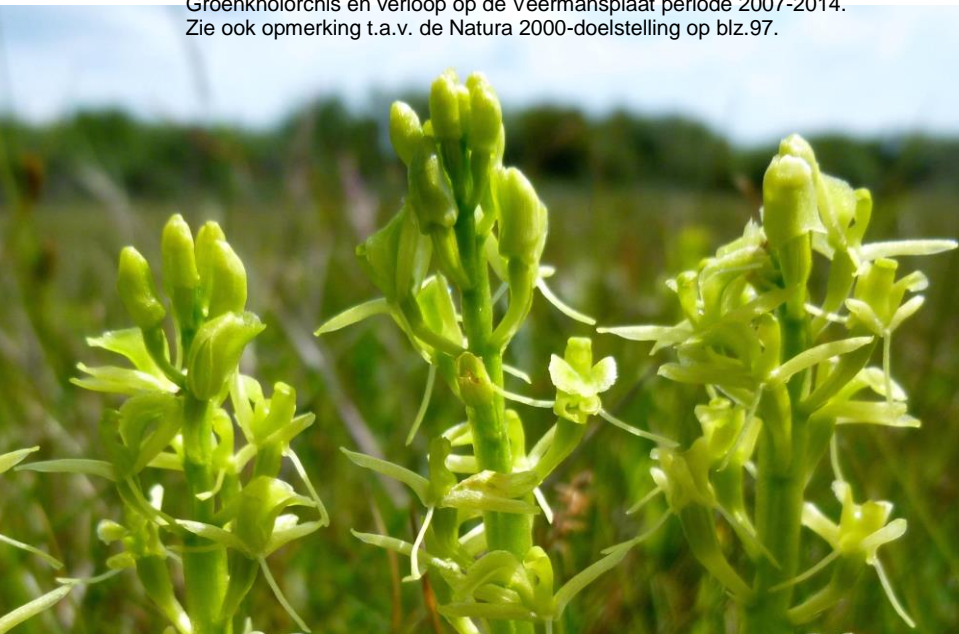 Groenknolorchis en verloop op de Veermansplaat periode 2007-2014.
Zie ook opmerking t.a.v. de Natura 2000-doelstelling op blz.97.